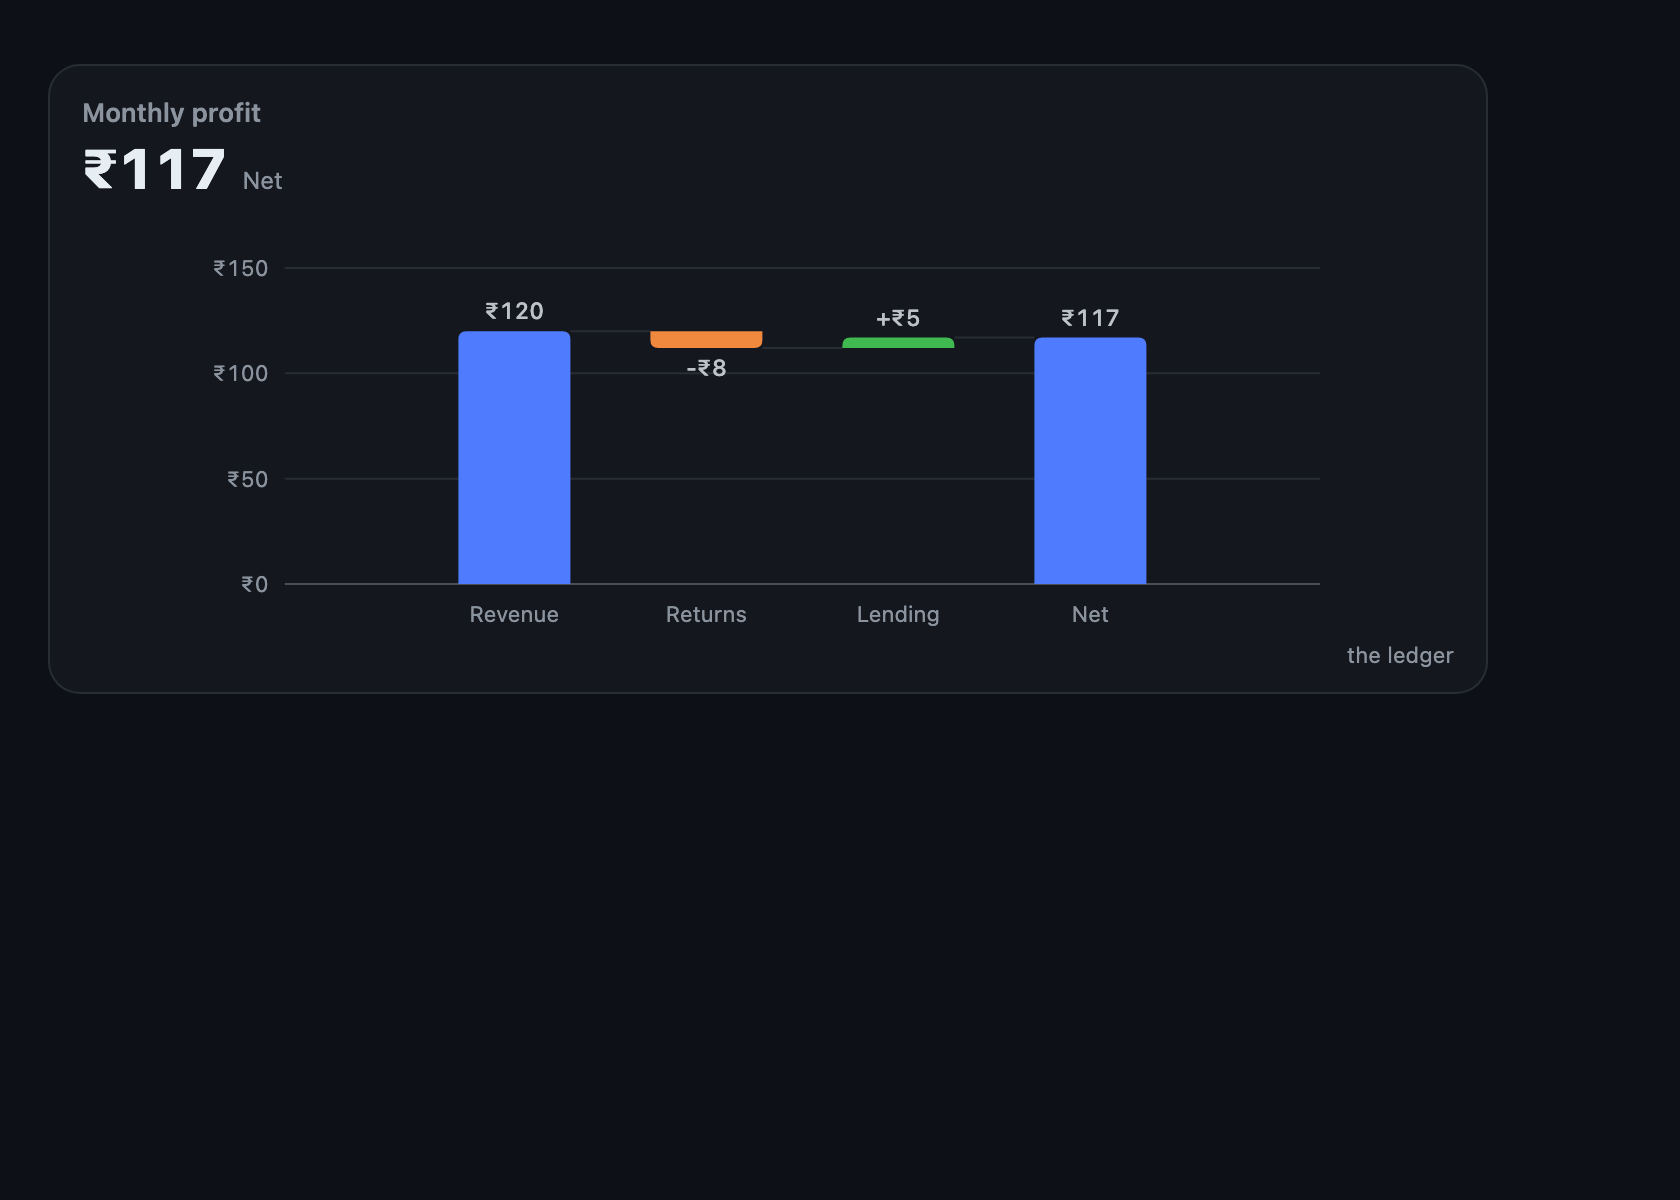 Monthly profit
₹117 Net
₹150
₹120
+₹5
₹117
-₹8
₹100
₹50
₹0
Revenue Returns Lending Net
the ledger